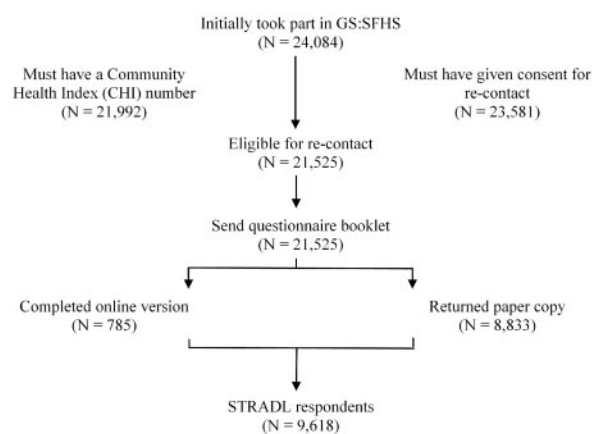 Initially took part in GS:SFHS
(N = 24,084)
Must have a Community
Health Index (CHI) number
(N = 21,992)
Must have given consent for
re-contact
(N = 23,581)
Eligible for re-contact
(N = 21,525)
Send questionnaire booklet
(N = 21,525)
Completed online version
(N = 785)
Returned paper copy
(N = 8,833)
STRADL respondents
(N = 9,618)